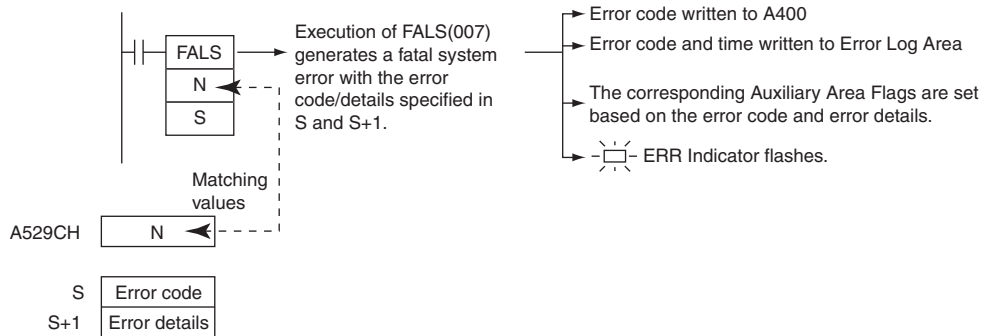 FALS
N
S
Execution of FALS(007)
generates a fatal system
error with the error
code/details specified in
S and S+1.
Error code written to A400
Error code and time written to Error Log Area
The corresponding Auxiliary Area Flags are set
based on the error code and error details.
ERR Indicator flashes.
Matching
values
A529CH N
S Error code
S+1 Error details